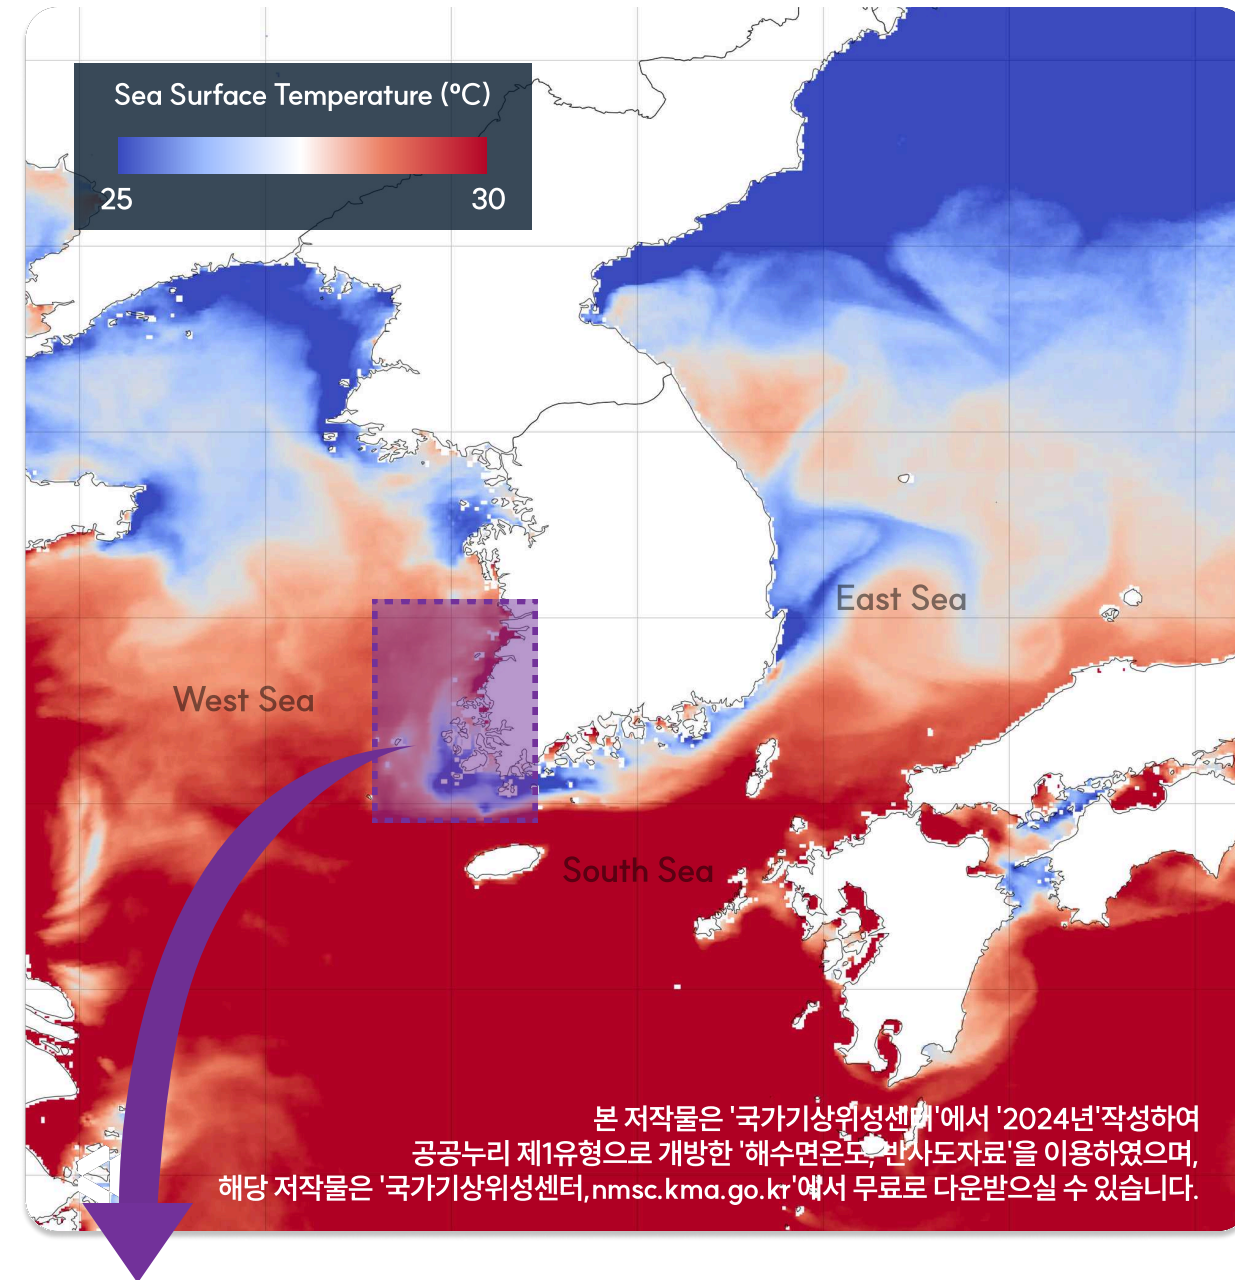 Sea Surface Temperature (°C)
25 30
East Sea
West Sea
South Sea
본 저작물은 '국가기상위성센터'에서 '2024년'작성하여
공공누리 제1유형으로 개방한 '해수면온도, 반사도자료'을 이용하였으며,
해당 저작물은 '국가기상위성센터,nmsc.kma.go.kr'에서 무료로 다운받으실 수 있습니다.